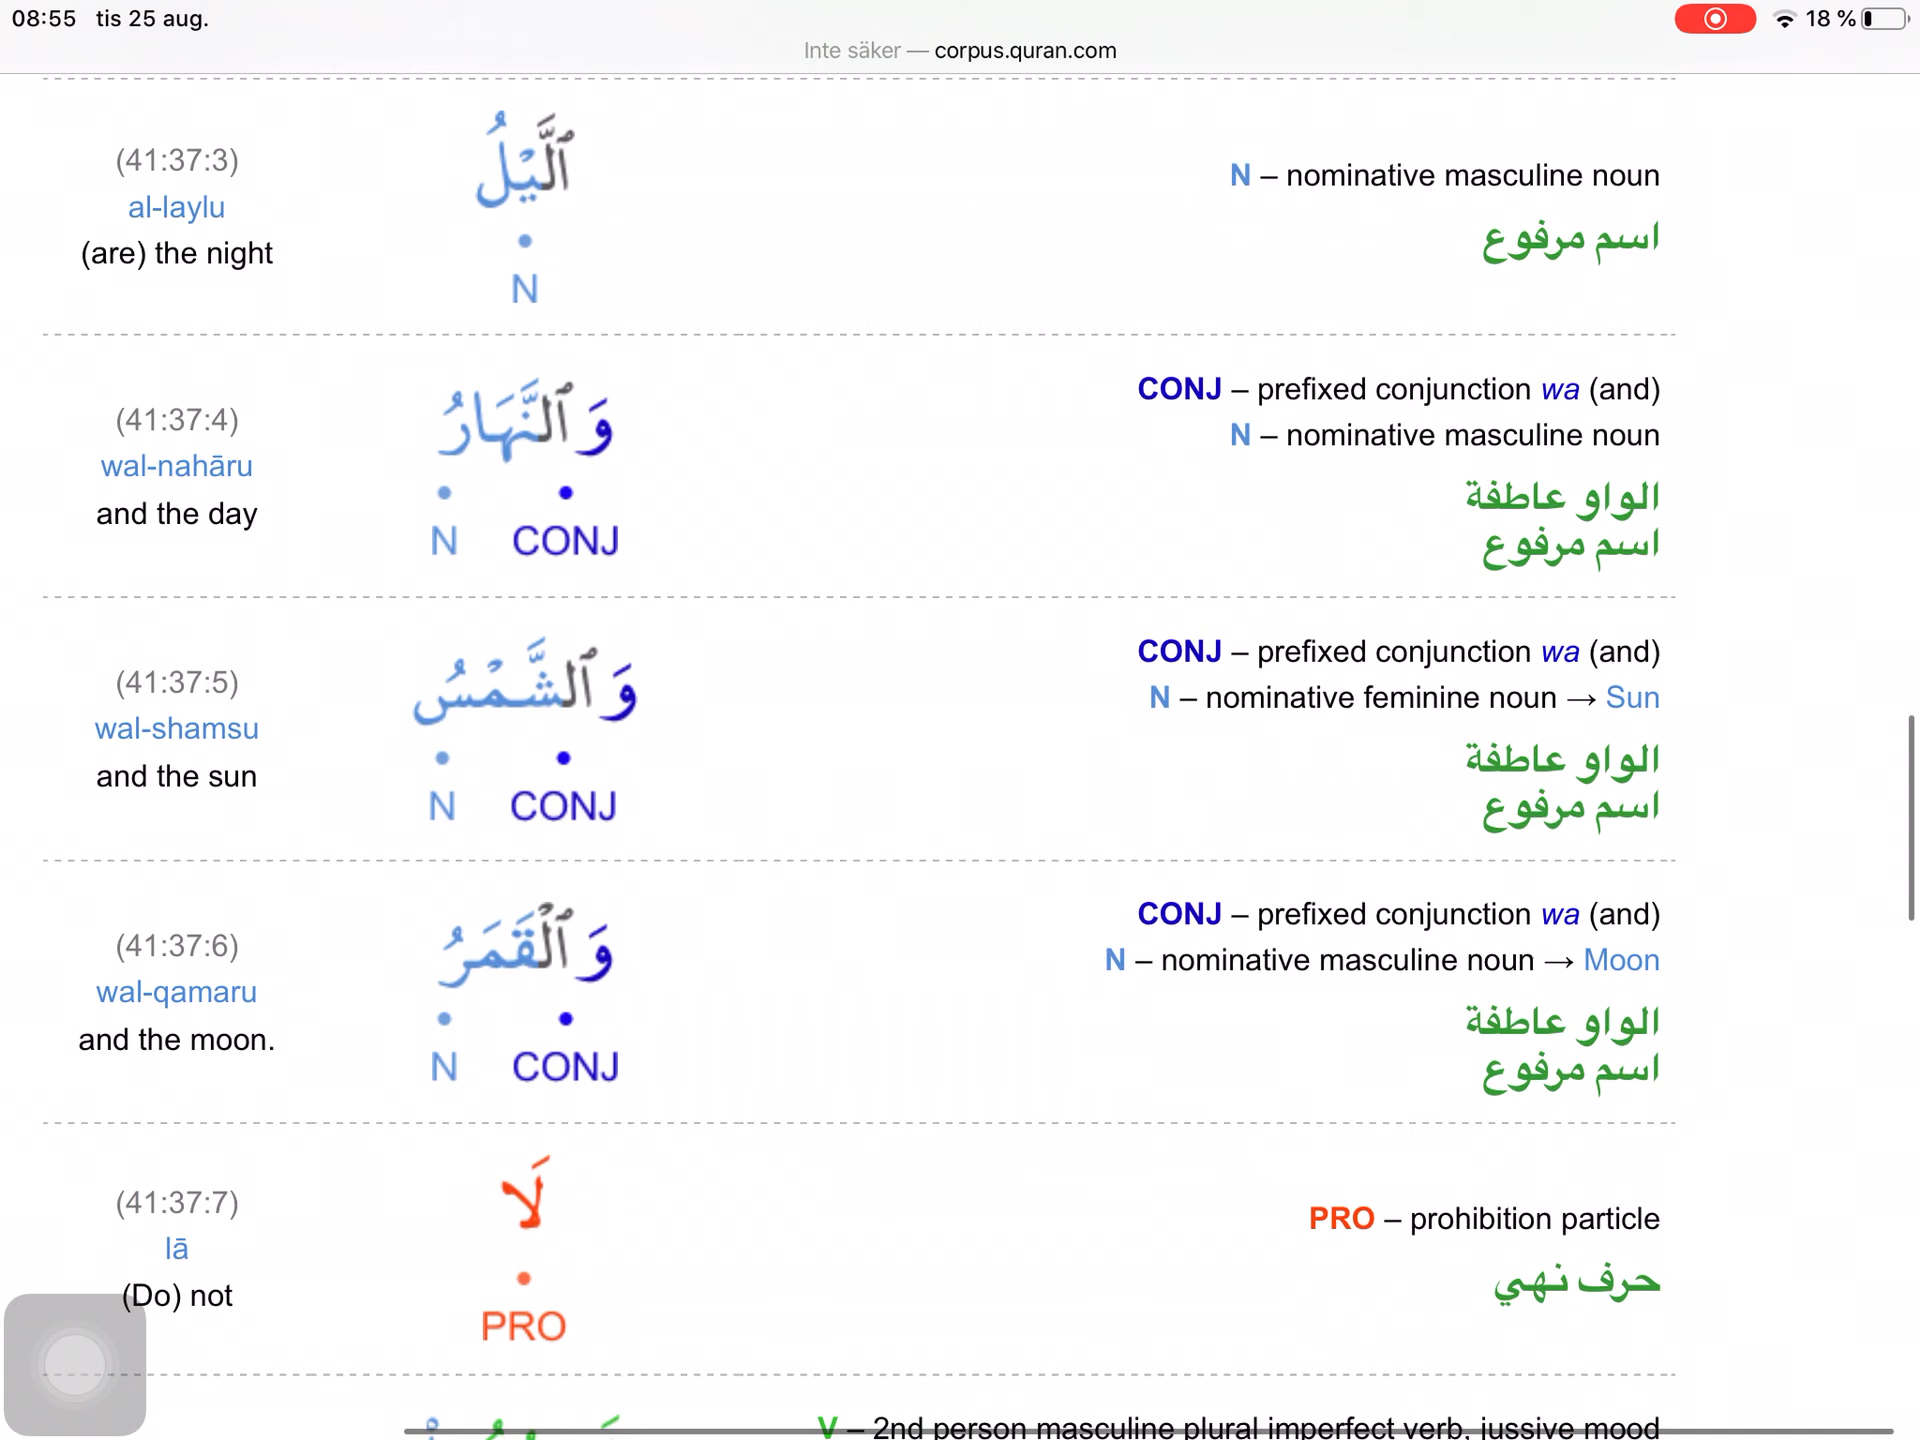 08:55 tis 25 aug.
18 %
Inte säker — corpus.quran.com
(41:37:3)
al-laylu
(are) the night
ٱلَّيْلُ
N
N – nominative masculine noun
اسم مرفوع
(41:37:4)
wal-nahāru
and the day
وَٱلنَّهَارُ
N CONJ
CONJ – prefixed conjunction wa (and)
N – nominative masculine noun
الواو عاطفة
اسم مرفوع
(41:37:5)
wal-shamsu
and the sun
وَٱلشَّمْسُ
N CONJ
CONJ – prefixed conjunction wa (and)
N – nominative feminine noun → Sun
الواو عاطفة
اسم مرفوع
(41:37:6)
wal-qamaru
and the moon.
وَٱلْقَمَرُ
N CONJ
CONJ – prefixed conjunction wa (and)
N – nominative masculine noun → Moon
الواو عاطفة
اسم مرفوع
(41:37:7)
lā
(Do) not
لَا
PRO
PRO – prohibition particle
حرف نهي
V – 2nd person masculine plural imperfect verb, jussive mood